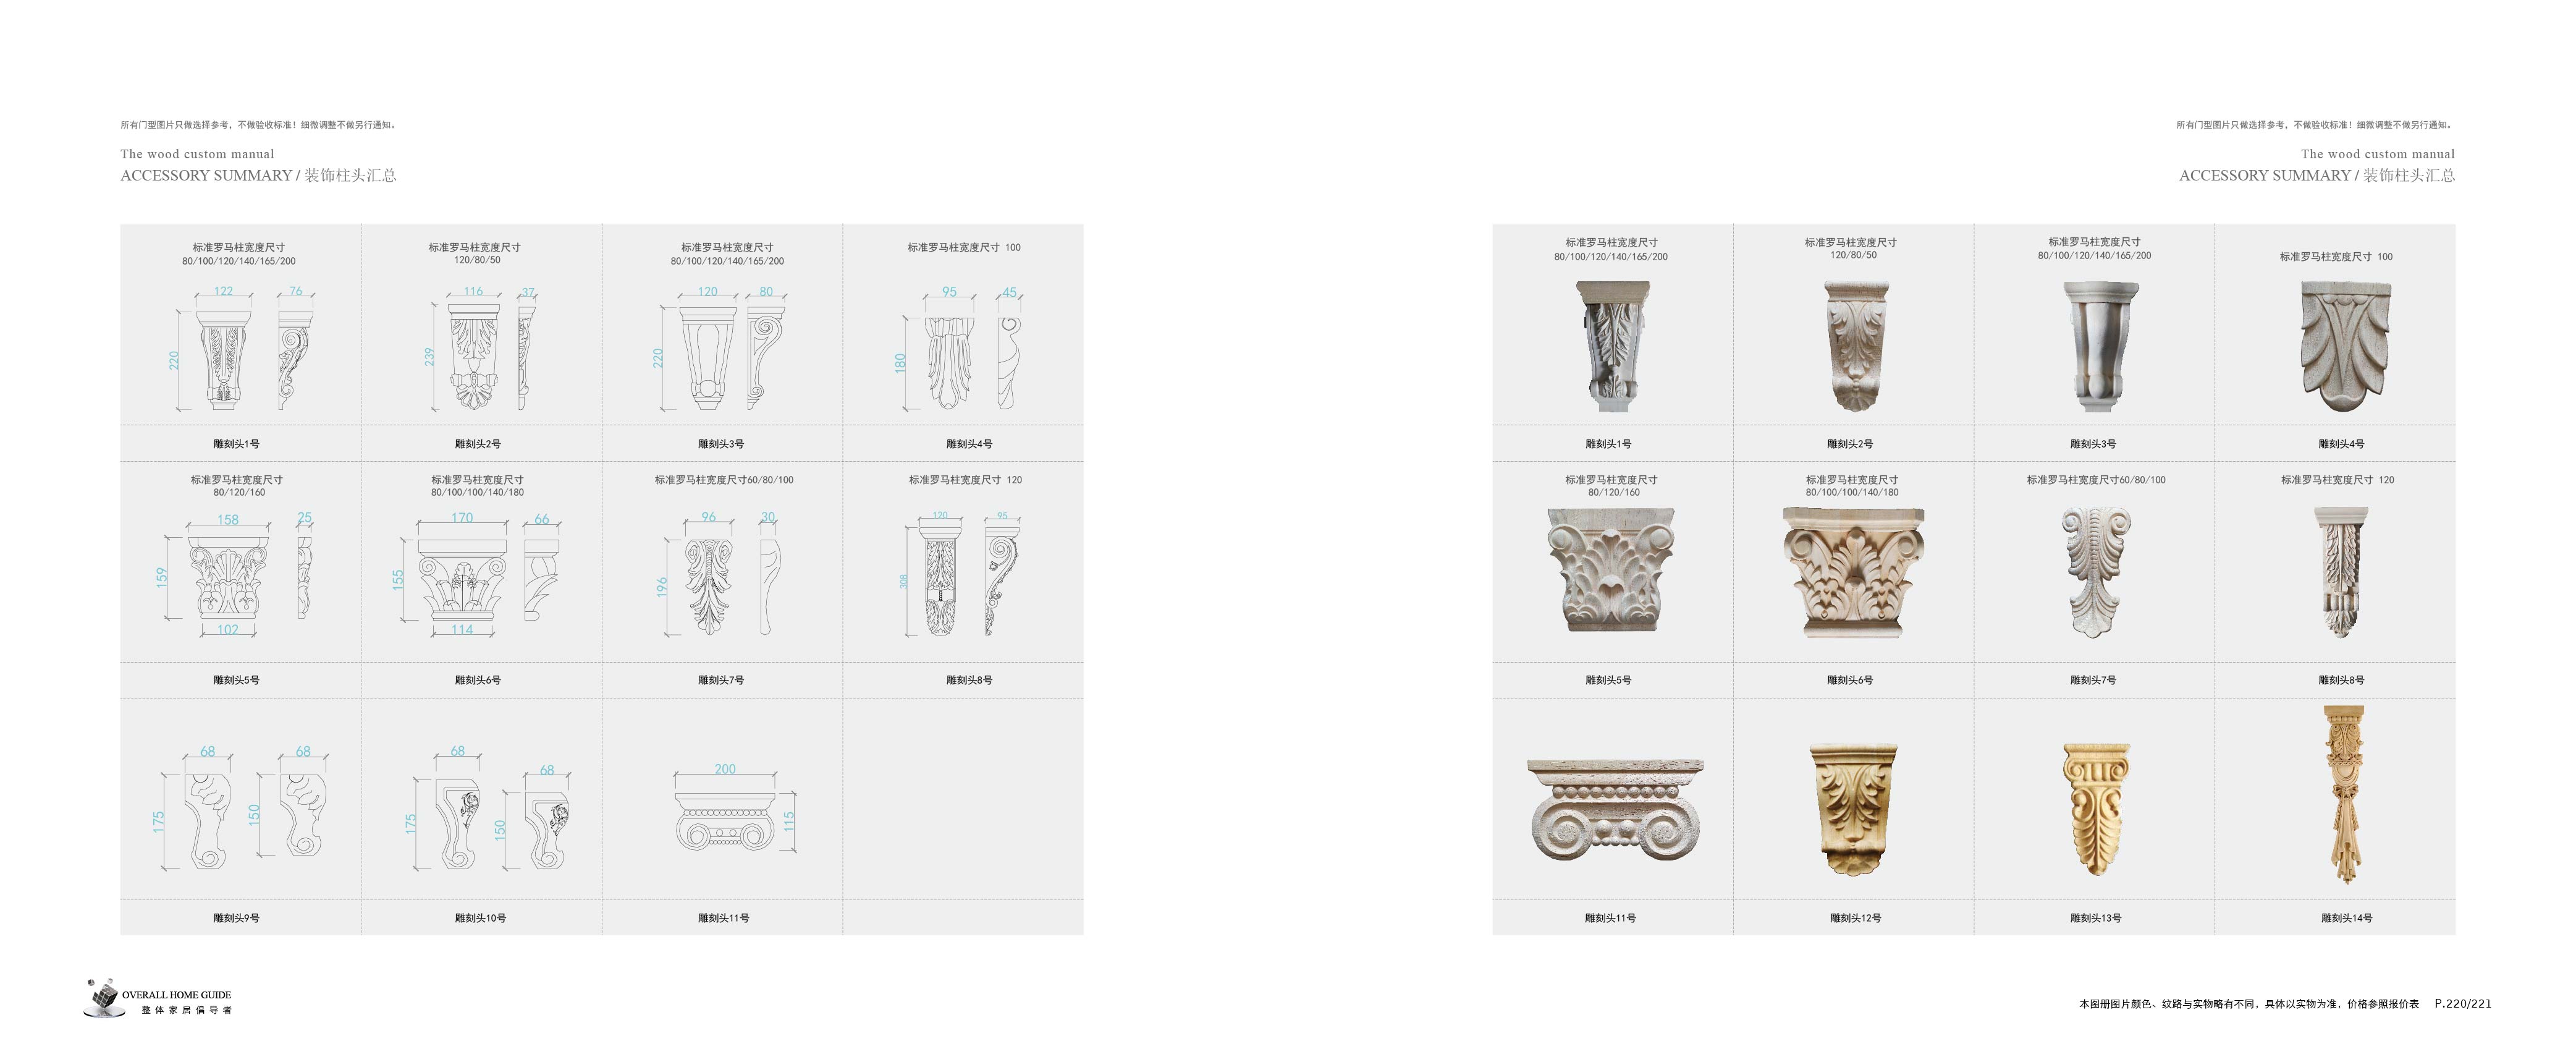 所有门型图片只做选择参考，不做验收标准！细微调整不做另行通知。
The wood custom manual
ACCESSORY SUMMARY / 装饰柱头汇总
标准罗马柱宽度尺寸
80/100/120/140/165/200
122
76
220
雕刻头1号
标准罗马柱宽度尺寸
120/80/50
116
37
239
雕刻头2号
标准罗马柱宽度尺寸
80/100/120/140/165/200
120
80
220
雕刻头3号
标准罗马柱宽度尺寸 100
95
45
180
雕刻头4号
标准罗马柱宽度尺寸
80/120/160
158
25
159
102
雕刻头5号
标准罗马柱宽度尺寸
80/100/100/140/180
170
66
155
114
雕刻头6号
标准罗马柱宽度尺寸60/80/100
96
30
196
雕刻头7号
标准罗马柱宽度尺寸 120
120
95
308
雕刻头8号
68
68
175
150
雕刻头9号
68
68
175
150
雕刻头10号
200
115
雕刻头11号
OVERALL HOME GUIDE
整体家居倡导者
所有门型图片只做选择参考，不做验收标准！细微调整不做另行通知。
The wood custom manual
ACCESSORY SUMMARY / 装饰柱头汇总
标准罗马柱宽度尺寸
80/100/120/140/165/200
雕刻头1号
标准罗马柱宽度尺寸
120/80/50
雕刻头2号
标准罗马柱宽度尺寸
80/100/120/140/165/200
雕刻头3号
标准罗马柱宽度尺寸 100
雕刻头4号
标准罗马柱宽度尺寸
80/120/160
雕刻头5号
标准罗马柱宽度尺寸
80/100/100/140/180
雕刻头6号
标准罗马柱宽度尺寸60/80/100
雕刻头7号
标准罗马柱宽度尺寸 120
雕刻头8号
雕刻头11号
雕刻头12号
雕刻头13号
雕刻头14号
本图册图片颜色、纹路与实物略有不同，具体以实物为准，价格参照报价表 P.220/221